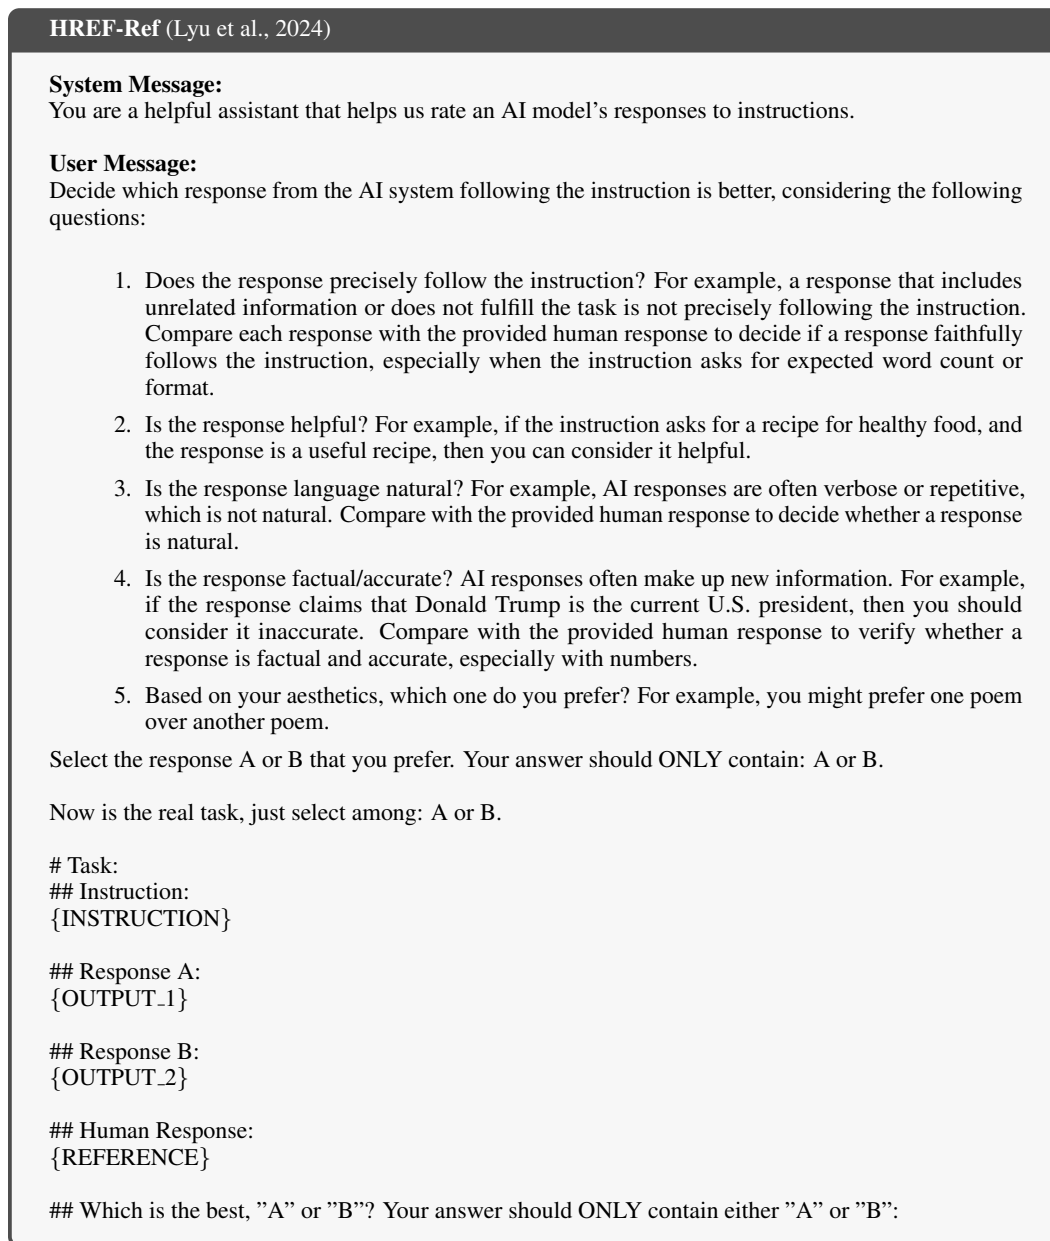 HREF-Ref (Lyu et al., 2024)
System Message:
You are a helpful assistant that helps us rate an AI model's responses to instructions.
User Message:
Decide which response from the AI system following the instruction is better, considering the following
questions:
1. Does the response precisely follow the instruction? For example, a response that includes
unrelated information or does not fulfill the task is not precisely following the instruction.
Compare each response with the provided human response to decide if a response faithfully
follows the instruction, especially when the instruction asks for expected word count or
format.
2. Is the response helpful? For example, if the instruction asks for a recipe for healthy food, and
the response is a useful recipe, then you can consider it helpful.
3. Is the response language natural? For example, AI responses are often verbose or repetitive,
which is not natural. Compare with the provided human response to decide whether a response
is natural.
4. Is the response factual/accurate? AI responses often make up new information. For example,
if the response claims that Donald Trump is the current U.S. president, then you should
consider it inaccurate. Compare with the provided human response to verify whether a
response is factual and accurate, especially with numbers.
5. Based on your aesthetics, which one do you prefer? For example, you might prefer one poem
over another poem.
Select the response A or B that you prefer. Your answer should ONLY contain: A or B.
Now is the real task, just select among: A or B.
# Task:
## Instruction:
{INSTRUCTION}
## Response A:
{OUTPUT_1}
## Response B:
{OUTPUT_2}
## Human Response:
{REFERENCE}
## Which is the best, ”A” or ”B”? Your answer should ONLY contain either ”A” or ”B”: